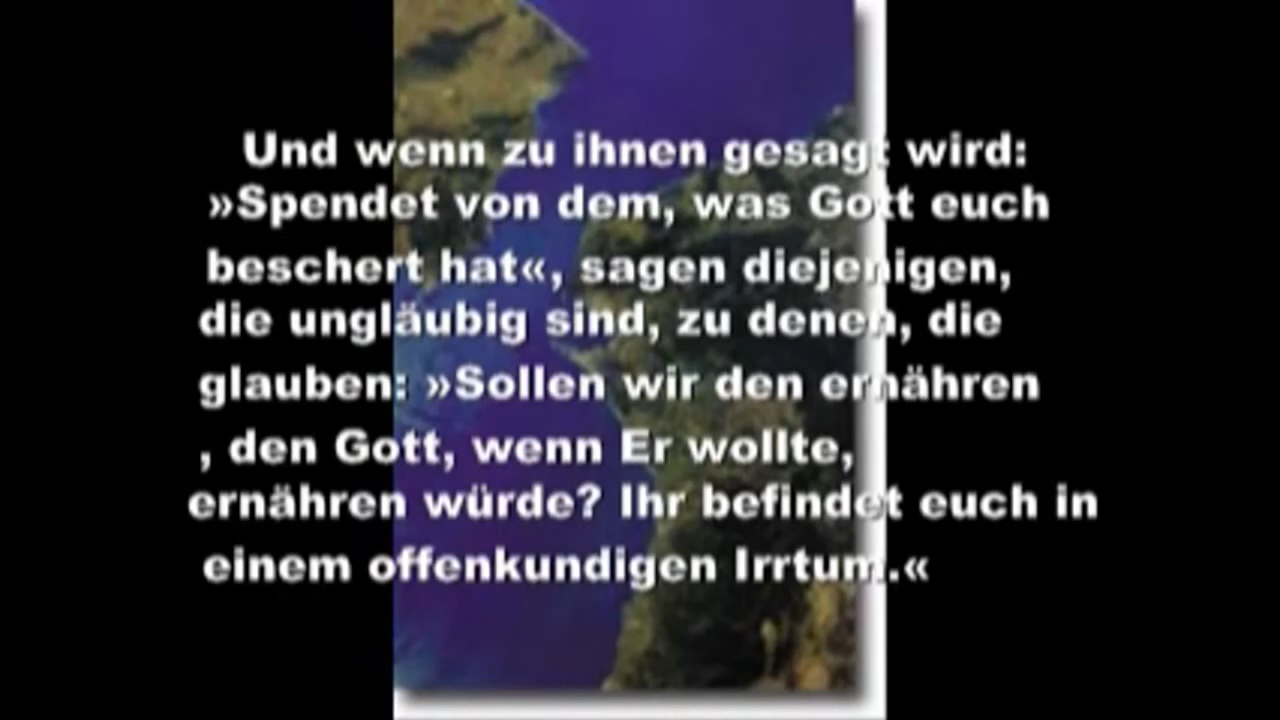 Und wenn zu ihnen gesagt wird:
»Spendet von dem, was Gott euch
beschert hat«, sagen diejenigen,
die ungläubig sind, zu denen, die
glauben: »Sollen wir den ernähren
, den Gott, wenn Er wollte,
ernähren würde? Ihr befindet euch in
einem offenkundigen Irrtum.«